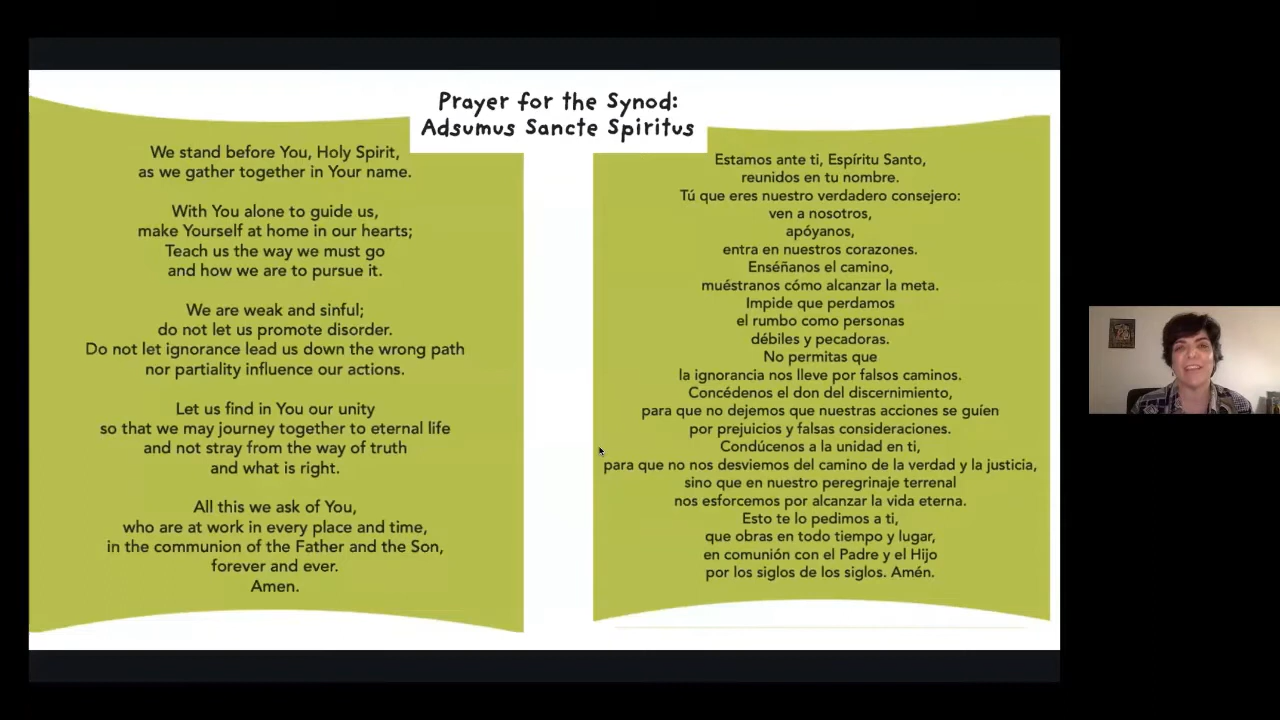 Prayer for the Synod:
Adsumus Sancte Spiritus
We stand before You, Holy Spirit,
as we gather together in Your name.
With You alone to guide us,
make Yourself at home in our hearts;
Teach us the way we must go
and how we are to pursue it.
We are weak and sinful;
do not let us promote disorder.
Do not let ignorance lead us down the wrong path
nor partiality influence our actions.
Let us find in You our unity
so that we may journey together to eternal life
and not stray from the way of truth
and what is right.
All this we ask of You,
who are at work in every place and time,
in the communion of the Father and the Son,
forever and ever.
Amen.
Estamos ante ti, Espíritu Santo,
reunidos en tu nombre.
Tú que eres nuestro verdadero consejero:
ven a nosotros,
apóyanos,
entra en nuestros corazones.
Enséñanos el camino,
muéstranos cómo alcanzar la meta.
Impide que perdamos
el rumbo como personas
débiles y pecadoras.
No permitas que
la ignorancia nos lleve por falsos caminos.
Concédenos el don del discernimiento,
para que no dejemos que nuestras acciones se guíen
por prejuicios y falsas consideraciones.
Condúcenos a la unidad en ti,
para que no nos desviemos del camino de la verdad y la justicia,
sino que en nuestro peregrinaje terrenal
nos esforcemos por alcanzar la vida eterna.
Esto te lo pedimos a ti,
que obras en todo tiempo y lugar,
en comunión con el Padre y el Hijo
por los siglos de los siglos. Amén.